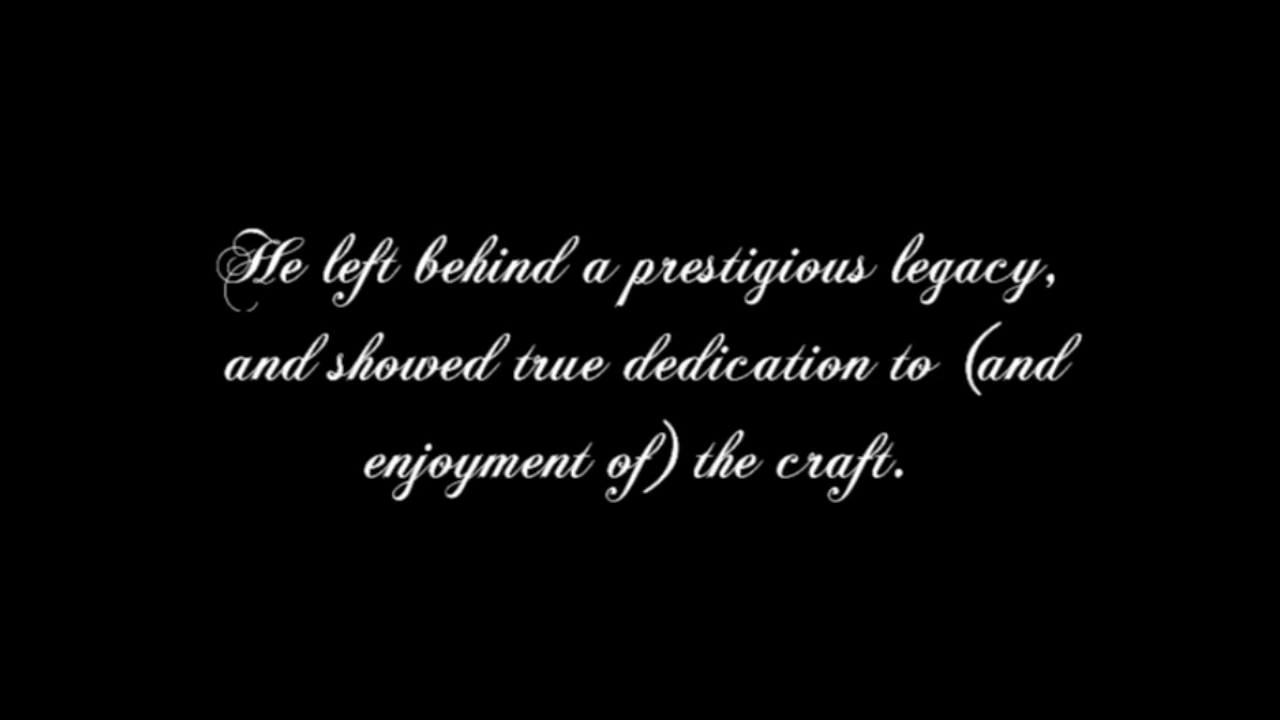 He left behind a prestigious legacy,
and showed true dedication to (and
enjoyment of) the craft.